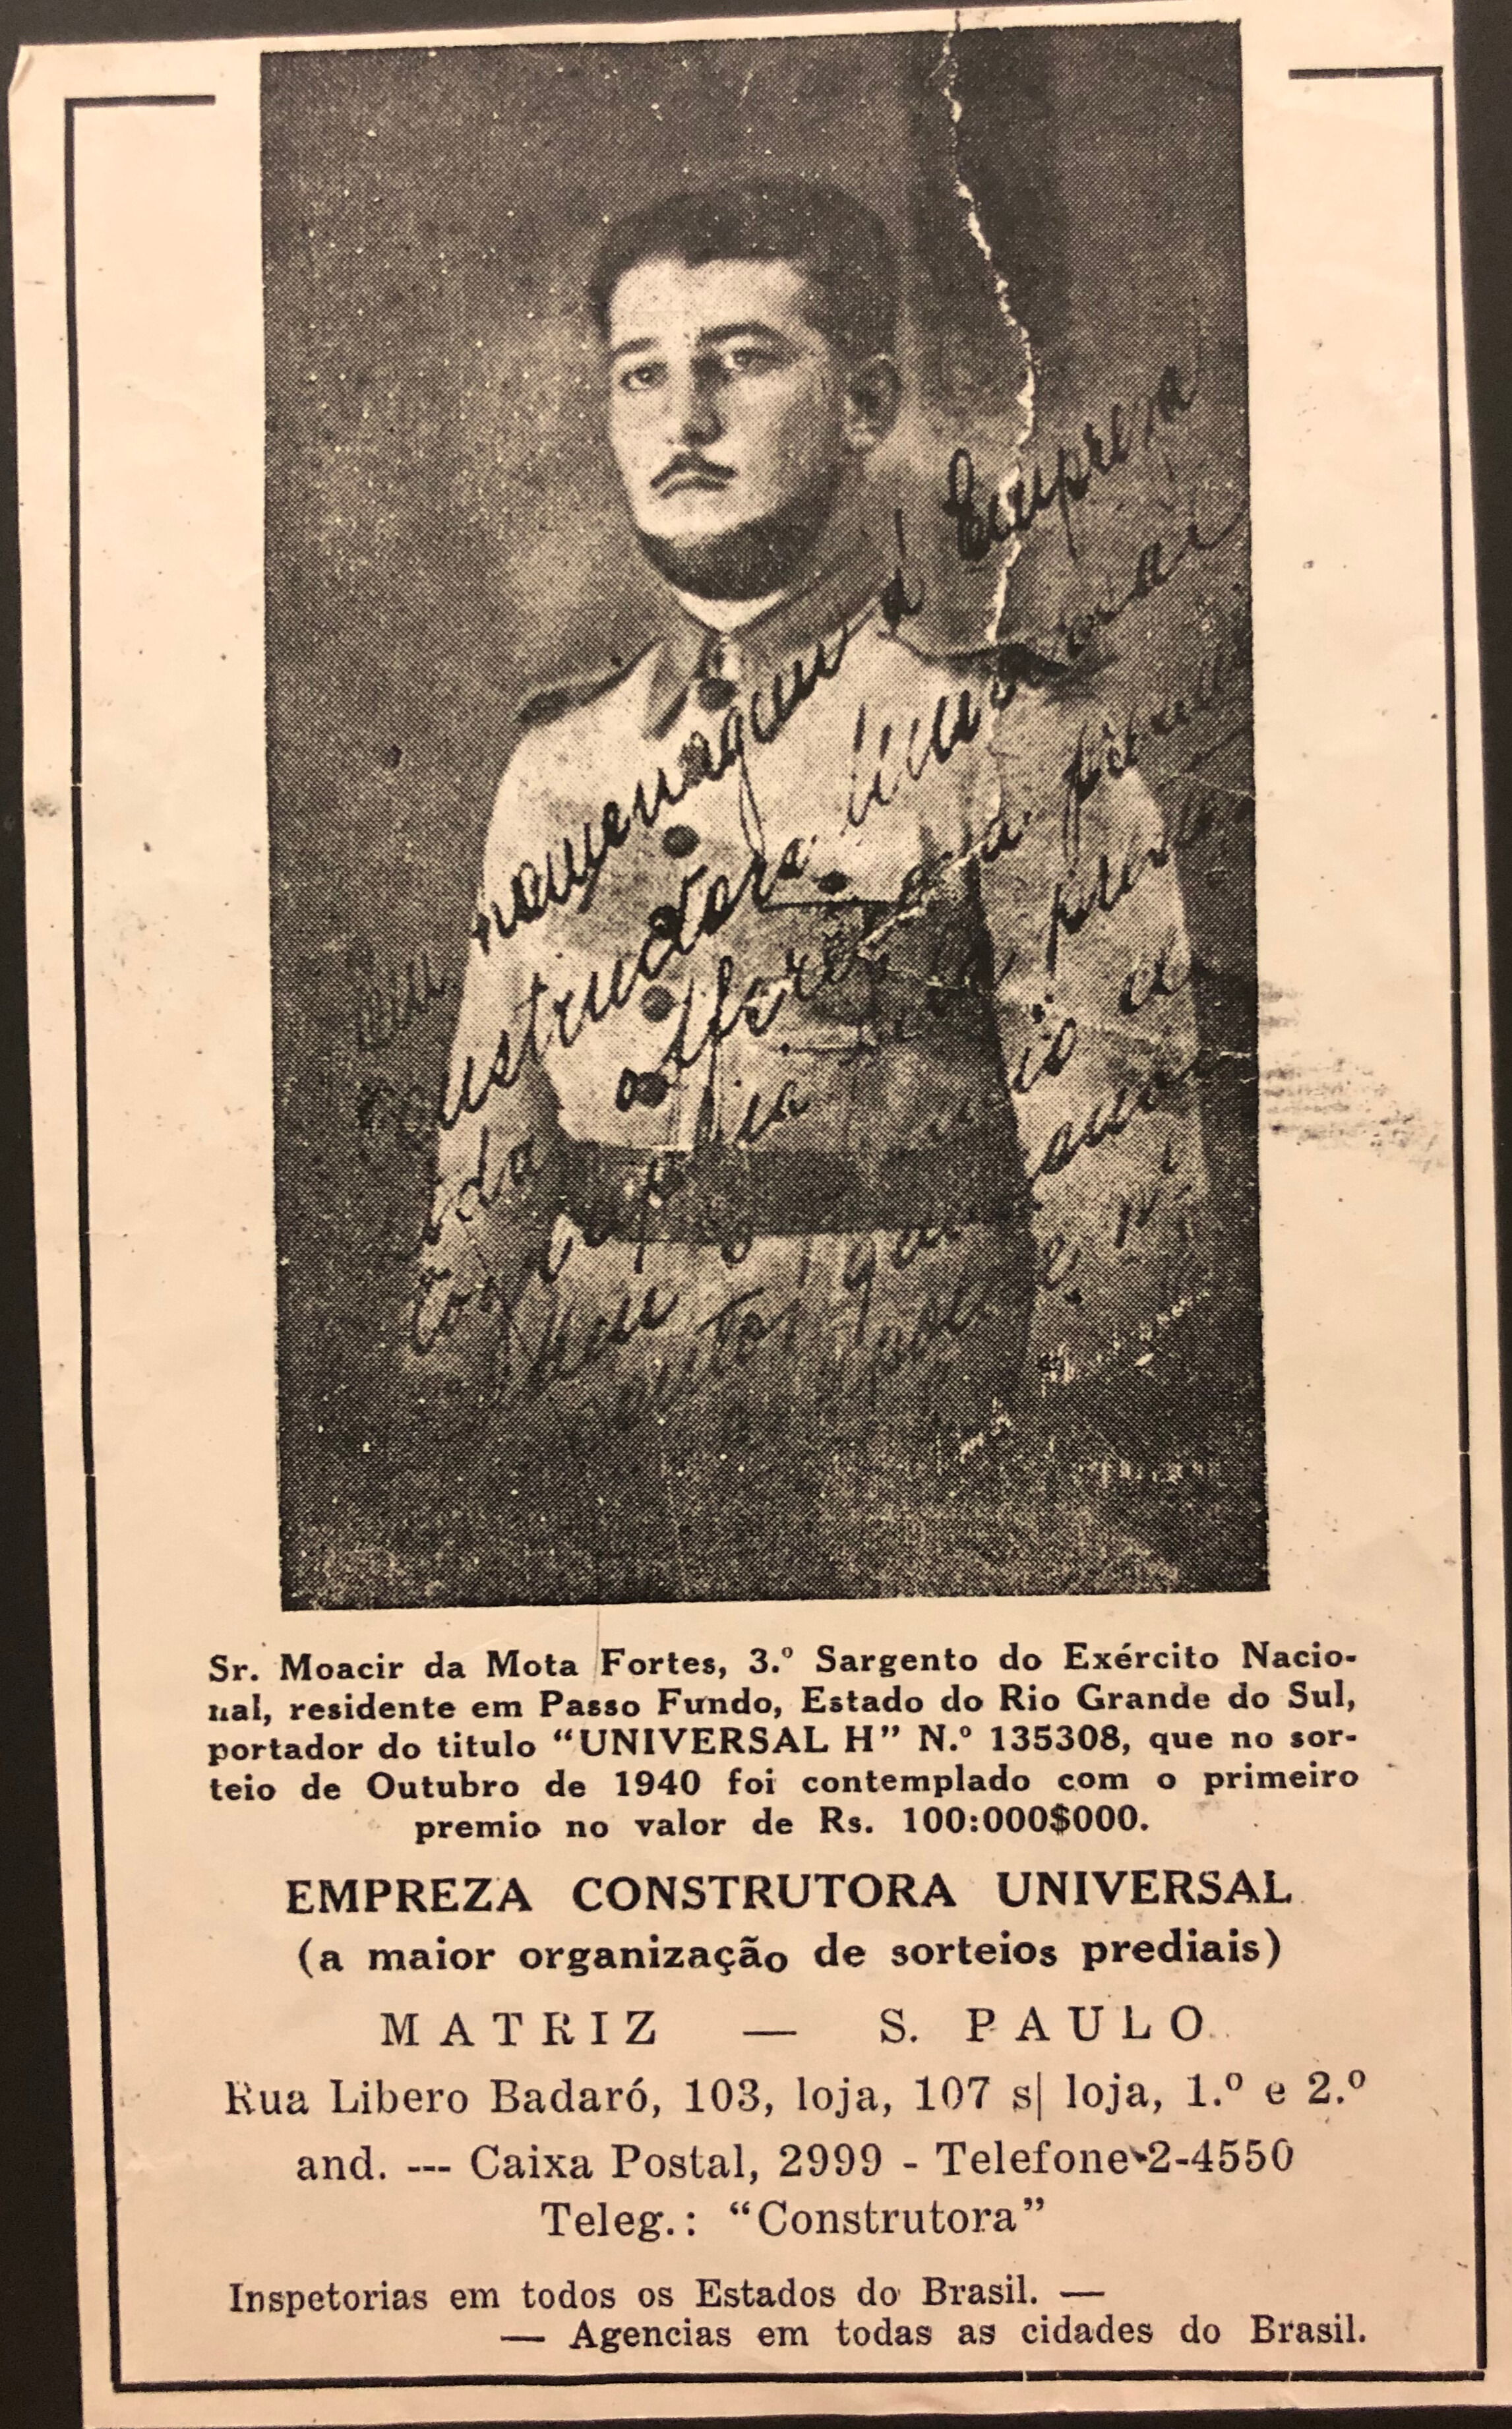 homenagem á Empreza
Constructora Universal
offereço
Sr. Moacir da Mota Fortes, 3.º Sargento do Exército Nacio-
nal, residente em Passo Fundo, Estado do Rio Grande do Sul,
portador do titulo “UNIVERSAL H” N.º 135308, que no sor-
teio de Outubro de 1940 foi contemplado com o primeiro
premio no valor de Rs. 100:000$000.
EMPREZA CONSTRUTORA UNIVERSAL
(a maior organização de sorteios prediais)
MATRIZ — S. PAULO
Rua Libero Badaró, 103, loja, 107 s| loja, 1.º e 2.º
and. --- Caixa Postal, 2999 - Telefone 2-4550
Teleg.: “Construtora”
Inspetorias em todos os Estados do Brasil. —
— Agencias em todas as cidades do Brasil.